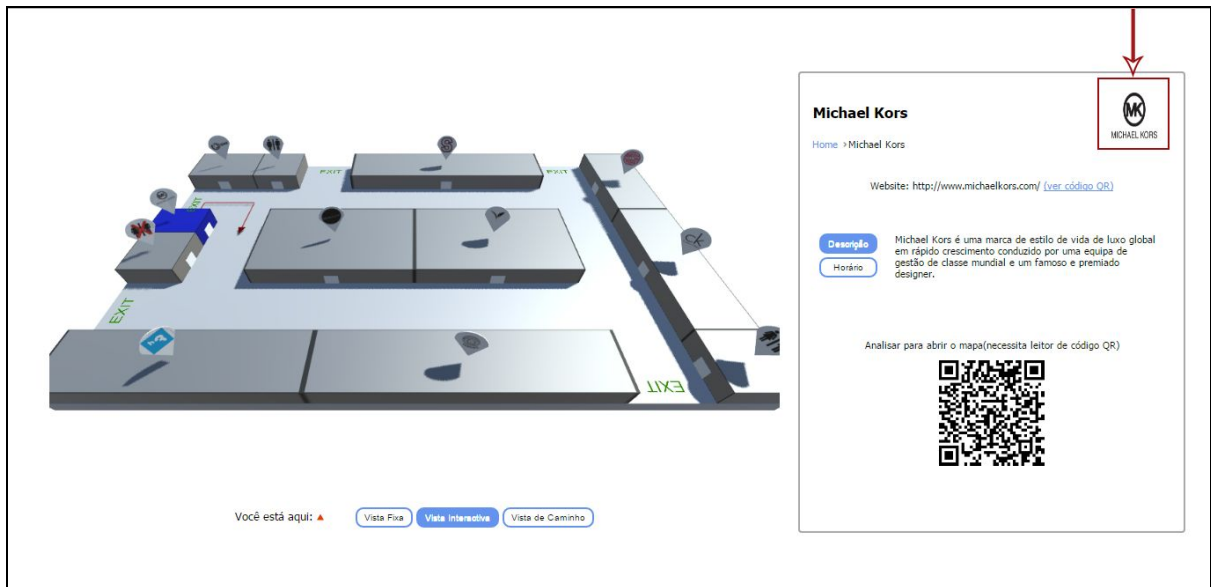 MK
MICHAEL KORS
Michael Kors
Home >Michael Kors
Website: http://www.michaelkors.com/ (ver código QR)
Descrição
Horário
Michael Kors é uma marca de estilo de vida de luxo global
em rápido crescimento conduzido por uma equipa de
gestão de classe mundial e um famoso e premiado
designer.
Analisar para abrir o mapa(necessita leitor de código QR)
EXIT
EXIT
EXIT
EXIT
Você está aqui:
Vista Fixa
Vista Interactiva
Vista de Caminho